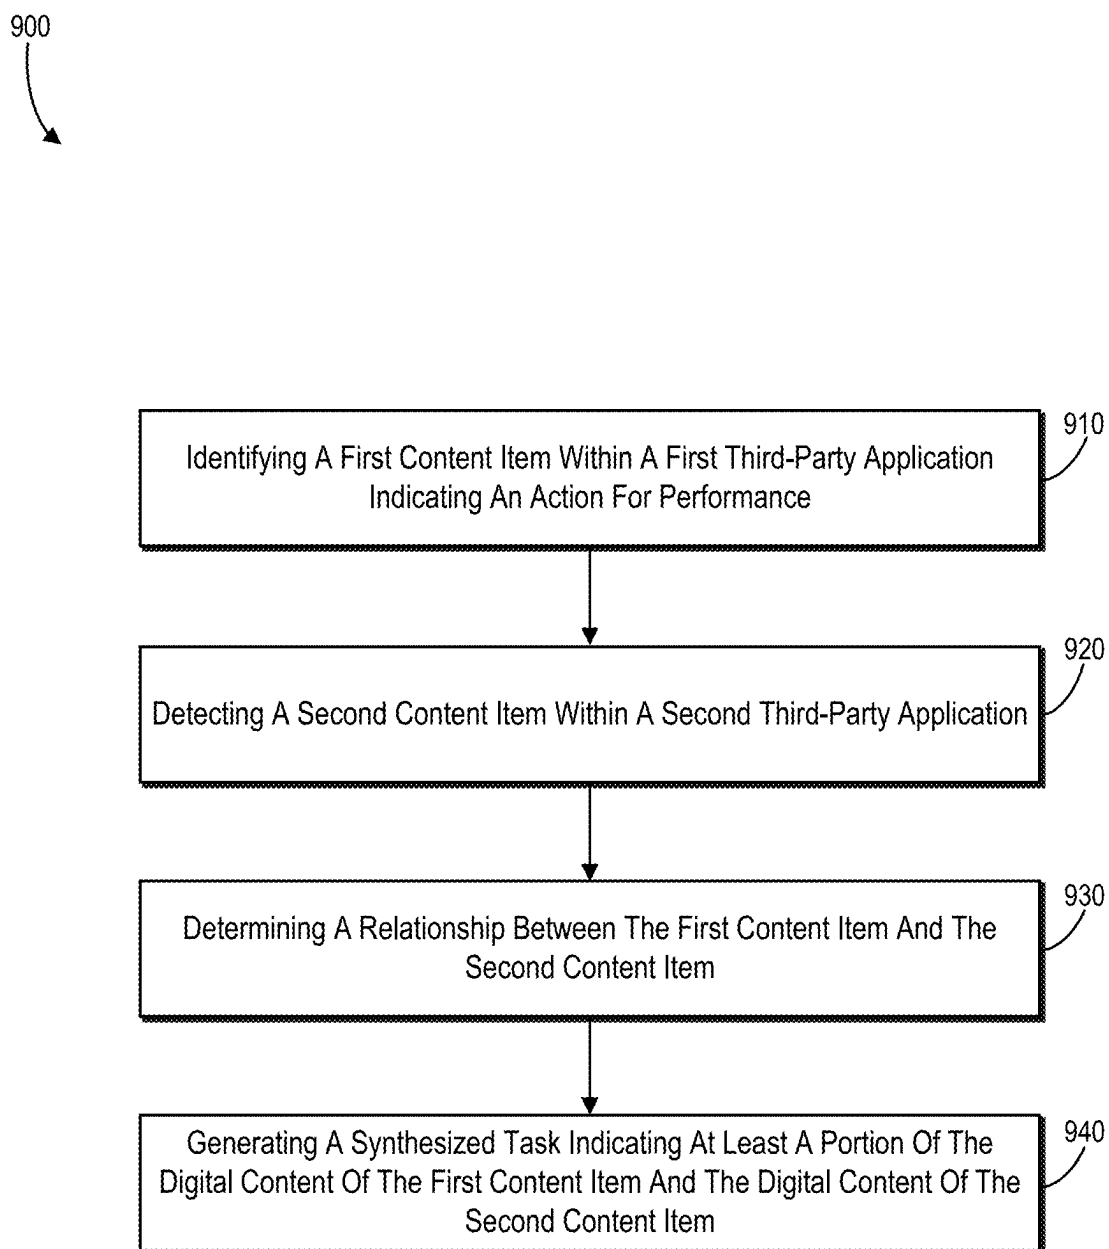 900
Identifying A First Content Item Within A First Third-Party Application
Indicating An Action For Performance
910
Detecting A Second Content Item Within A Second Third-Party Application
920
Determining A Relationship Between The First Content Item And The
Second Content Item
930
Generating A Synthesized Task Indicating At Least A Portion Of The
Digital Content Of The First Content Item And The Digital Content Of The
Second Content Item
940